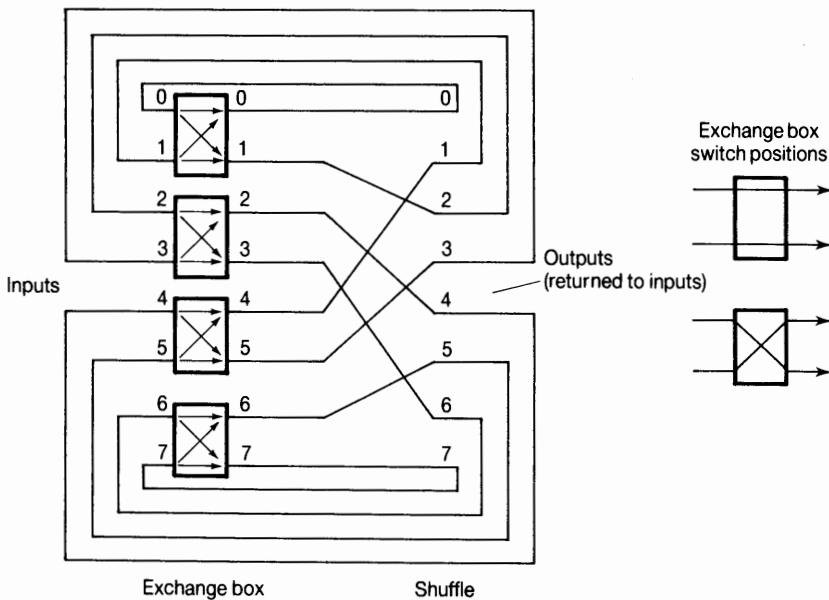 0 0 0
1 1 1
2 2 2
3 3 3
4 4 4
5 5 5
6 6 6
7 7 7
Inputs
Outputs
(returned to inputs)
Exchange box
switch positions
Exchange box
Shuffle